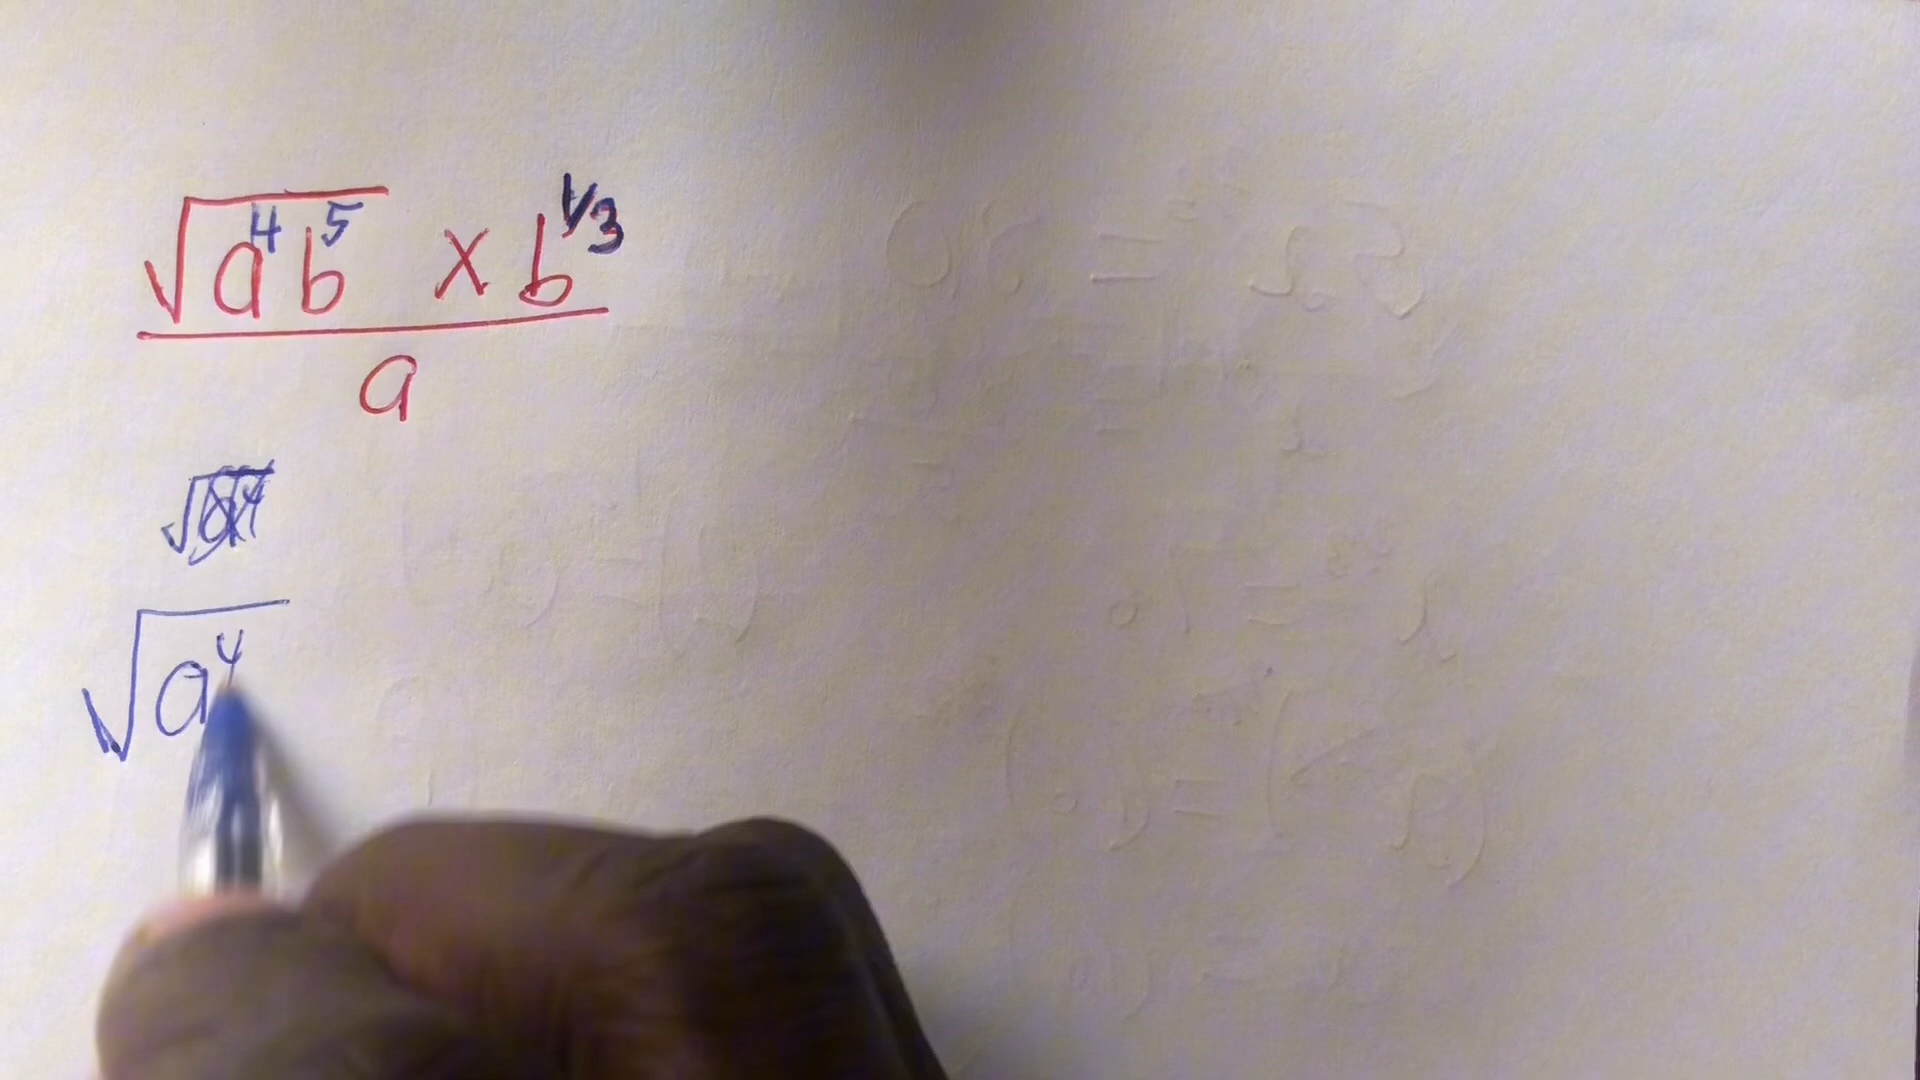 √a⁴b⁵ × b^1/3
a
√a⁴